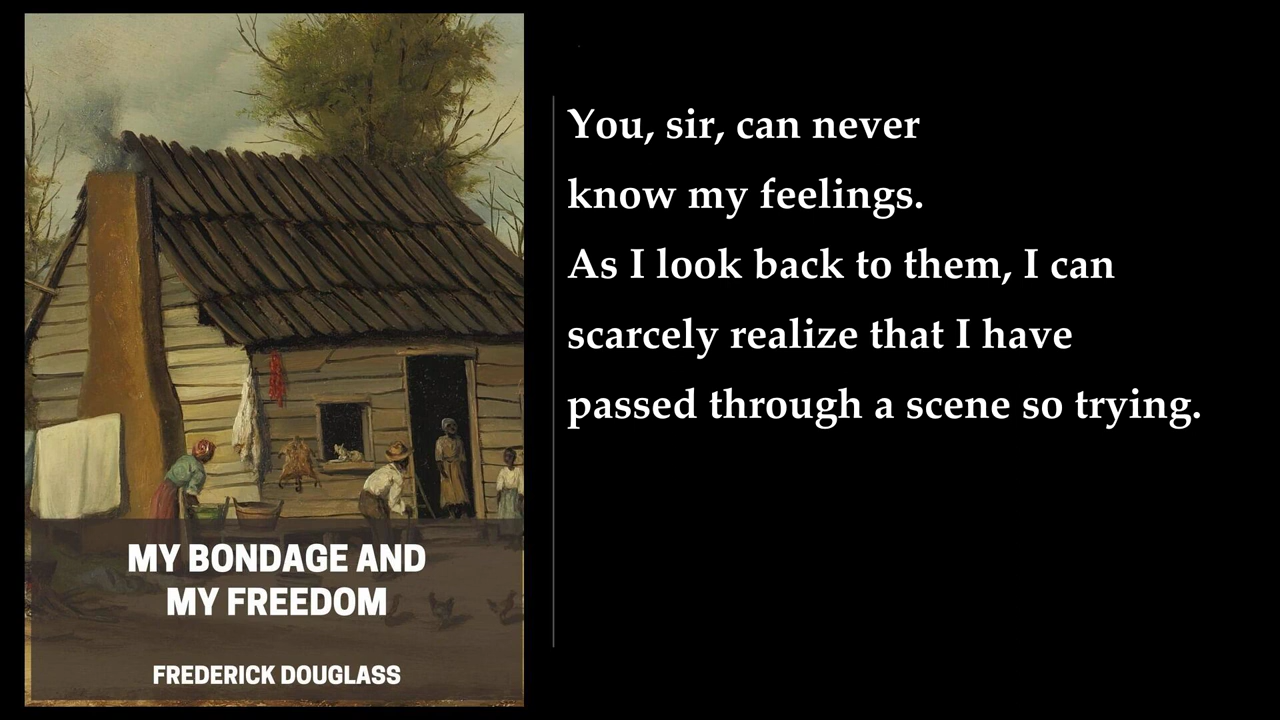 MY BONDAGE AND
MY FREEDOM
FREDERICK DOUGLASS
You, sir, can never
know my feelings.
As I look back to them, I can
scarcely realize that I have
passed through a scene so trying.